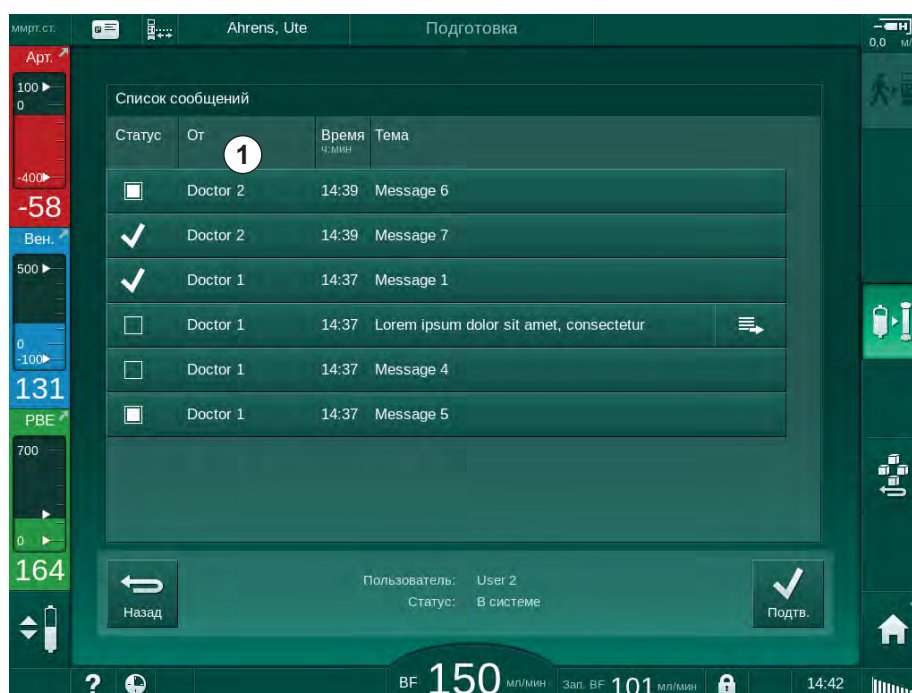 ммрт.ст. Ahrens, Ute Подготовка
0,0
Арт.
100
0
-400
-58
Вен.
500
0
-100
131
PBE
700
0
164
Список сообщений
Статус От Время Тема
ч:мин
1
Doctor 2 14:39 Message 6
Doctor 2 14:39 Message 7
Doctor 1 14:37 Message 1
Doctor 1 14:37 Lorem ipsum dolor sit amet, consectetur
Doctor 1 14:37 Message 4
Doctor 1 14:37 Message 5
Назад
Пользователь: User 2
Статус: В системе
Подтв.
? BF 150 мл/мин Зап. BF 101 мл/мин 14:42